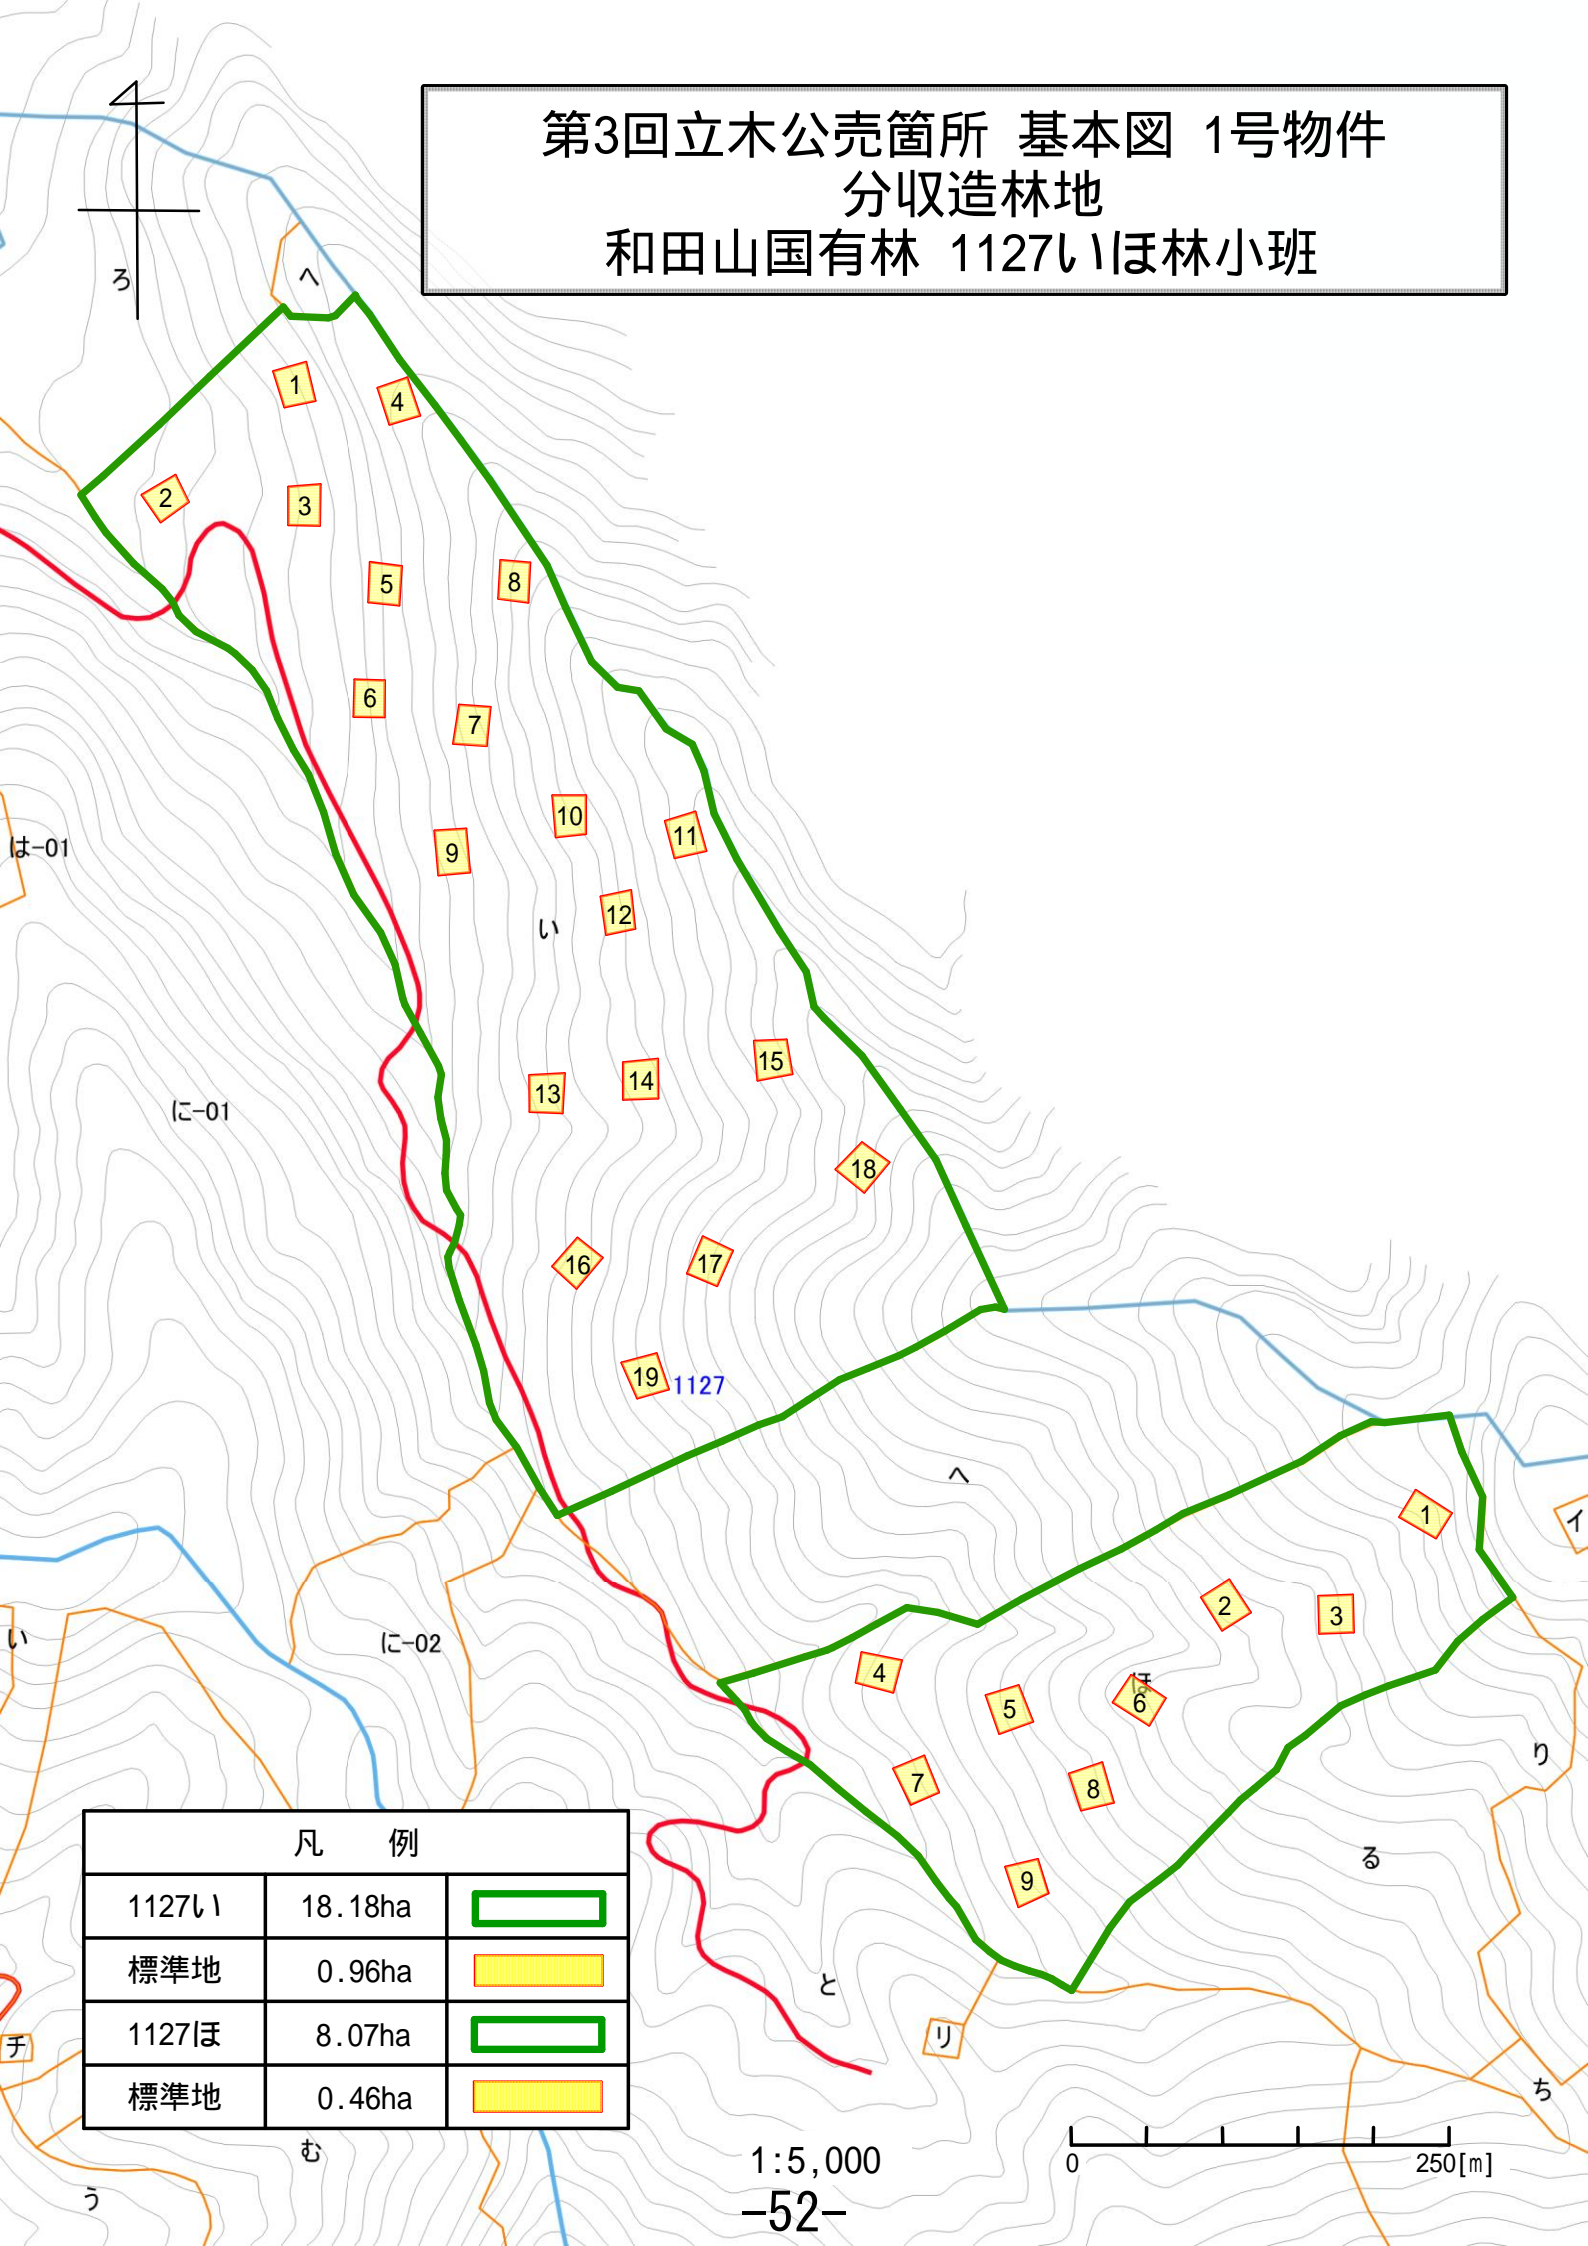 第3回立木公売箇所 基本図 1号物件
分収造林地
和田山国有林 1127いほ林小班
ろ
へ
1
4
2
3
5
8
6
7
10
11
は-01
9
12
い
15
14
13
に-01
18
16
17
19
1127
へ
1
イ
2
3
い
に-02
4
ほ
5
6
り
7
8
る
9
凡 例
1127い 18.18ha
標準地 0.96ha
1127ほ 8.07ha
標準地 0.46ha
と
リ
チ
ち
む
う
1:5,000
0 250[m]
-52-